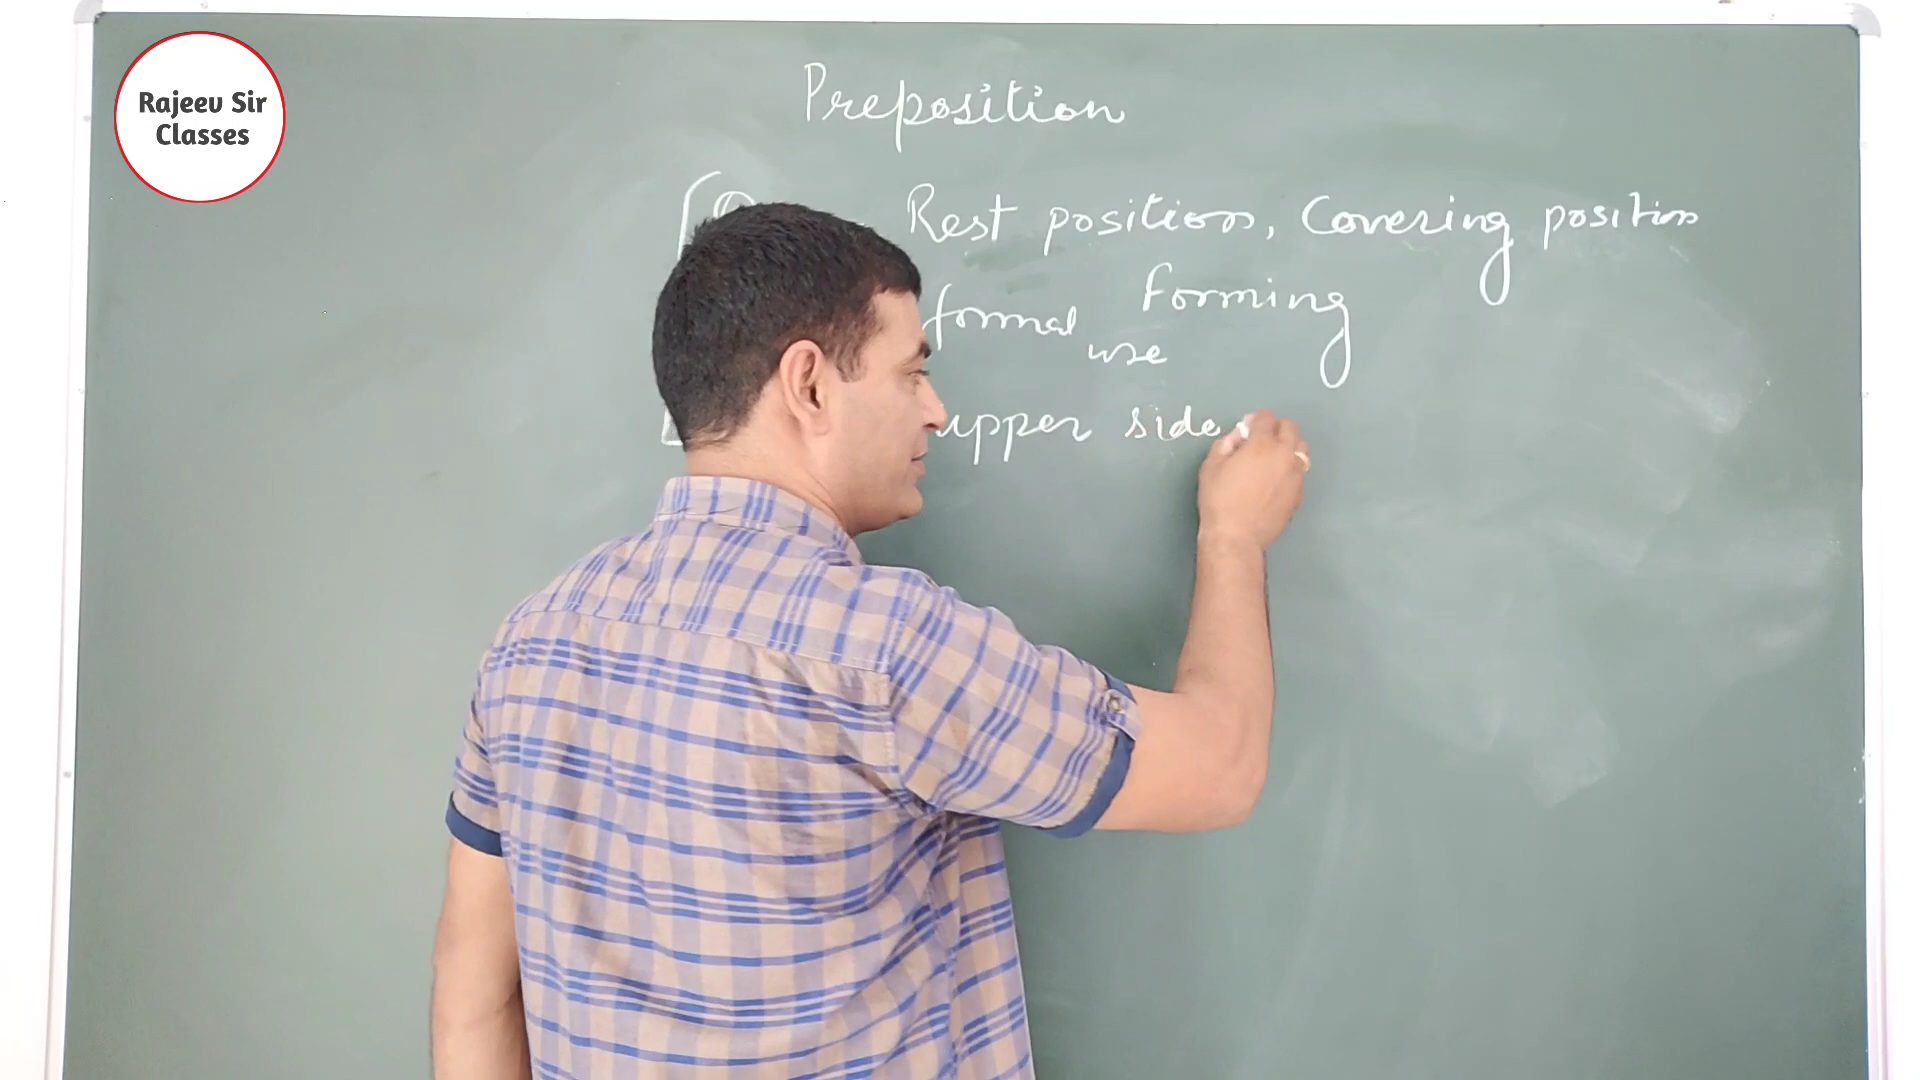 Rajeev Sir
Classes
Preposition
Rest position, Covering position
formal use
Forming
upper side